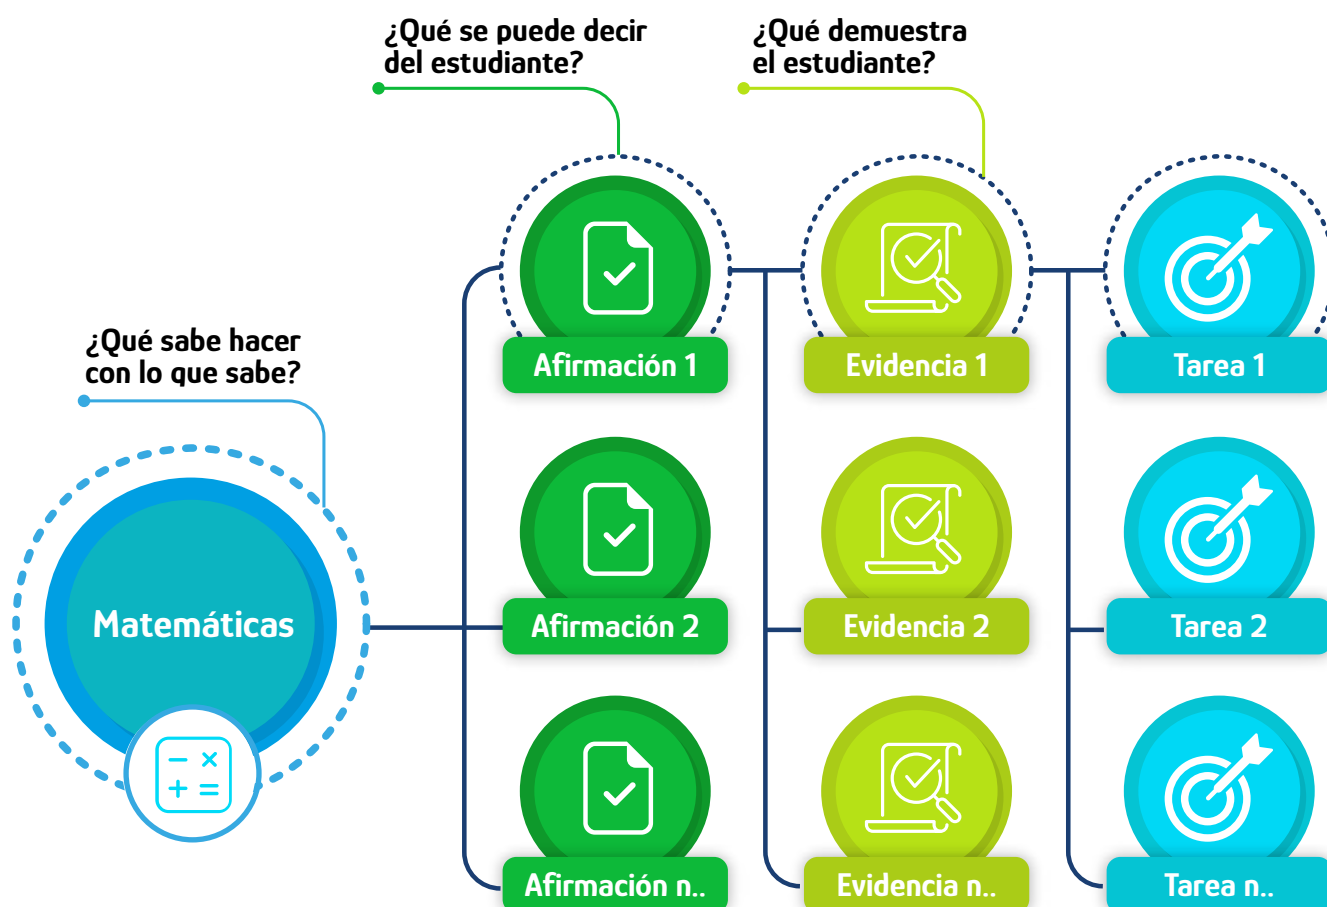 ¿Qué se puede decir
del estudiante?
¿Qué demuestra
el estudiante?
¿Qué sabe hacer
con lo que sabe?
Matemáticas
− ×
+ =
Afirmación 1
Evidencia 1
Tarea 1
Afirmación 2
Evidencia 2
Tarea 2
Afirmación n..
Evidencia n..
Tarea n..